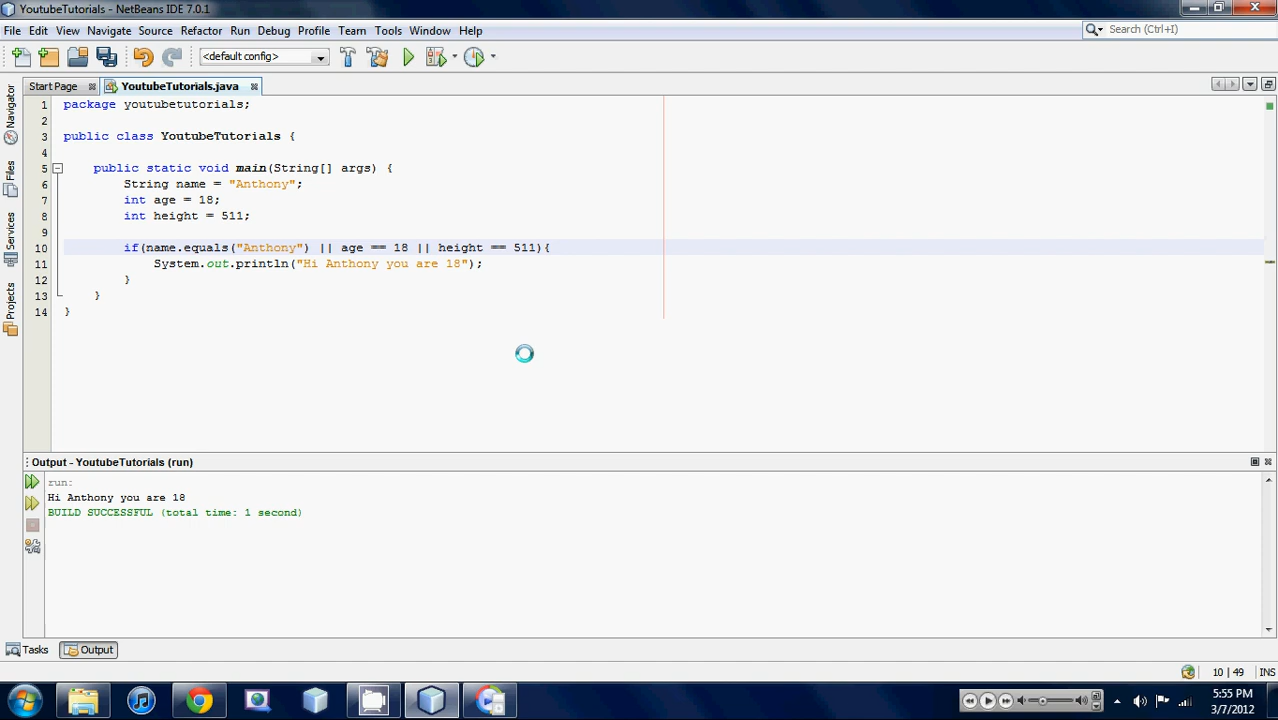 YoutubeTutorials - NetBeans IDE 7.0.1
File Edit View Navigate Source Refactor Run Debug Profile Team Tools Window Help
Search (Ctrl+I)
<default config>
Start Page YoutubeTutorials.java
Navigator
Files
Services
Projects
1 package youtubetutorials;
2
3 public class YoutubeTutorials {
4
5 public static void main(String[] args) {
6 String name = "Anthony";
7 int age = 18;
8 int height = 511;
9
10 if(name.equals("Anthony") || age == 18 || height == 511){
11 System.out.println("Hi Anthony you are 18");
12 }
13 }
14 }
Output - YoutubeTutorials (run)
run:
Hi Anthony you are 18
BUILD SUCCESSFUL (total time: 1 second)
Tasks Output
10 | 49 INS
5:55 PM
3/7/2012